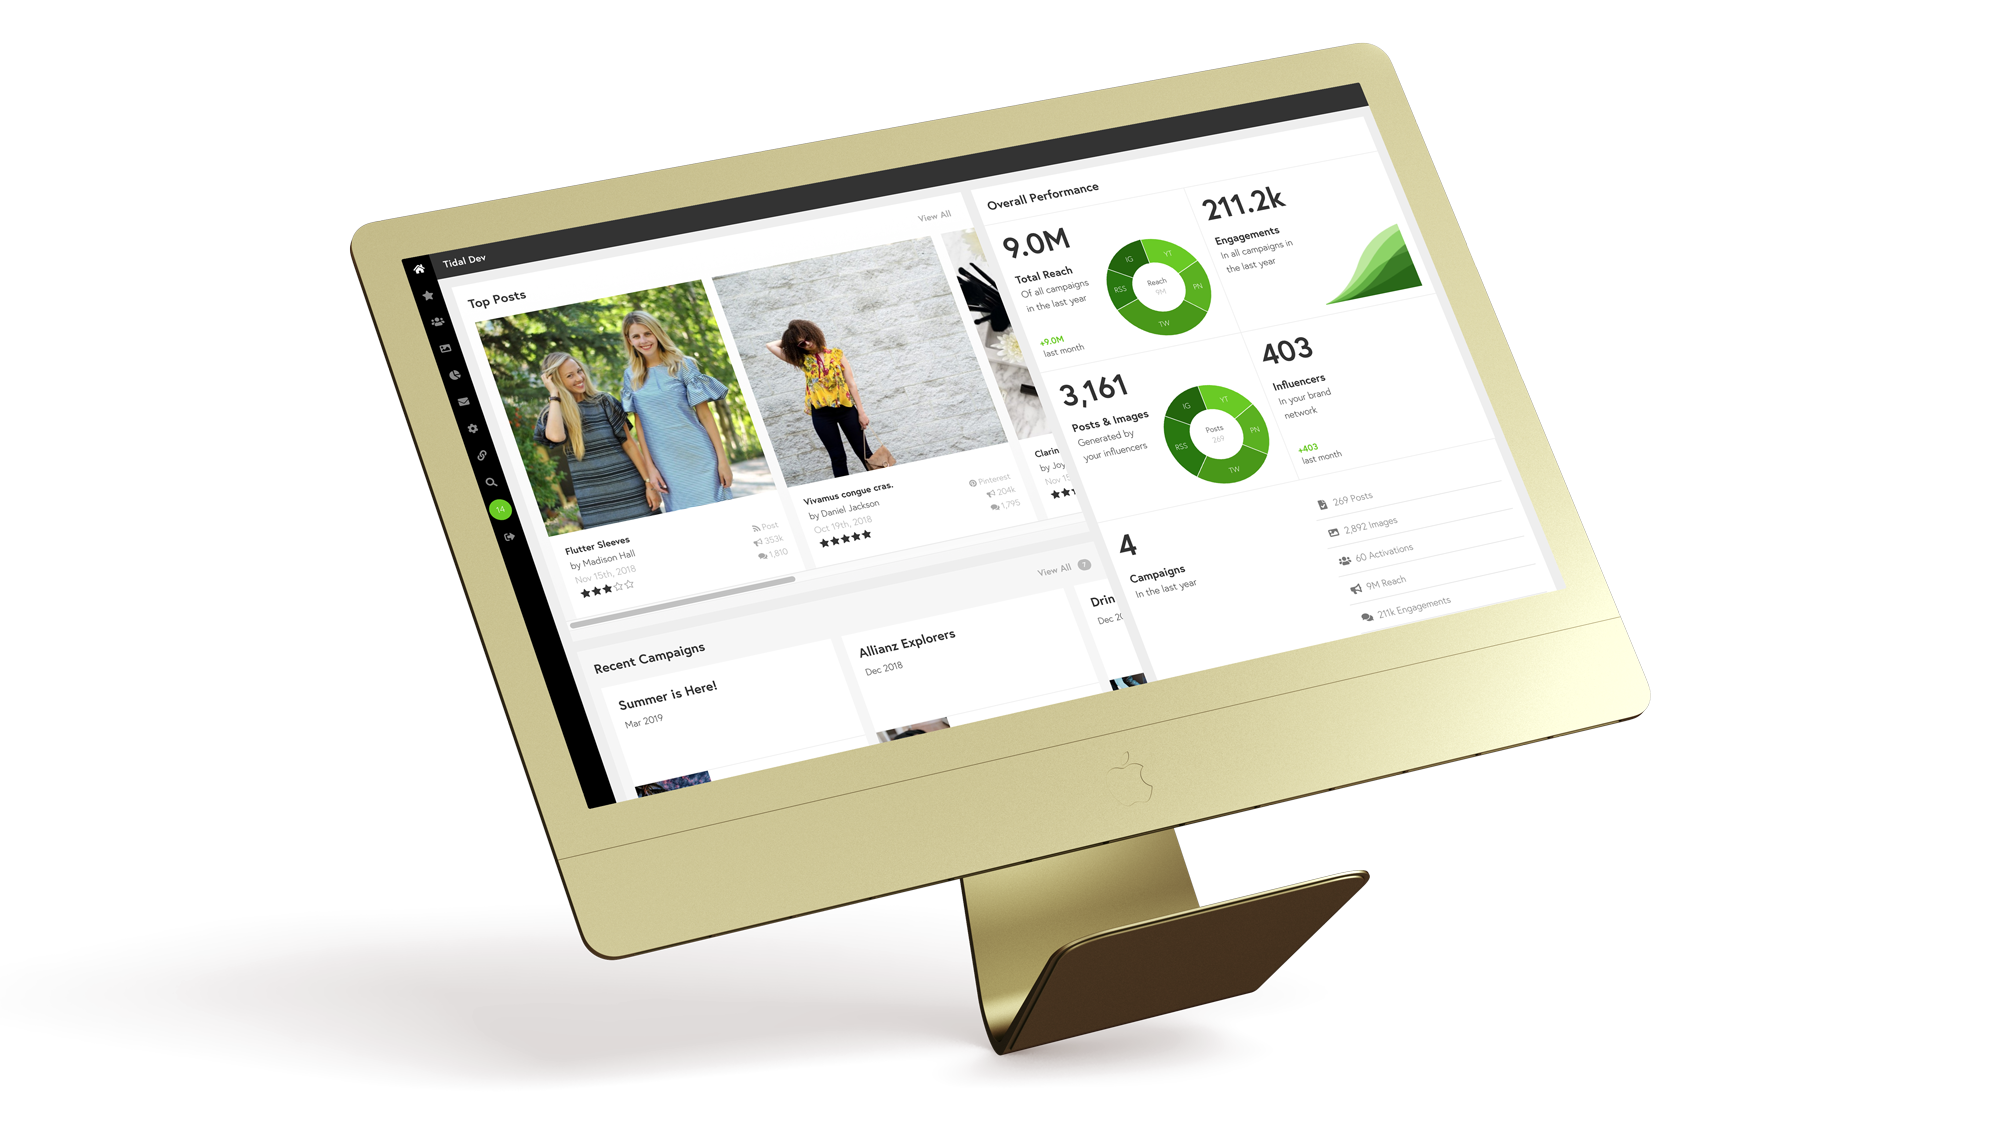 Tidal Dev
14
Top Posts
View All
Flutter Sleeves
by Madison Hall
Nov 15th, 2018
Post
353k
1,810
Vivamus congue cras.
by Daniel Jackson
Oct 19th, 2018
Pinterest
204k
1,795
Clarin
by Joy
Nov 15
View All
?
Recent Campaigns
Summer is Here!
Mar 2019
Allianz Explorers
Dec 2018
Drin
Dec 20
Overall Performance
9.0M
Total Reach
Of all campaigns
in the last year
+9.0M
last month
IG
YT
RSS
PN
TW
Reach
9M
211.2k
Engagements
In all campaigns in
the last year
3,161
Posts & Images
Generated by
your influencers
IG
YT
RSS
PN
TW
Posts
269
403
Influencers
In your brand
network
+403
last month
4
Campaigns
In the last year
269 Posts
2,892 Images
60 Activations
9M Reach
211k Engagements